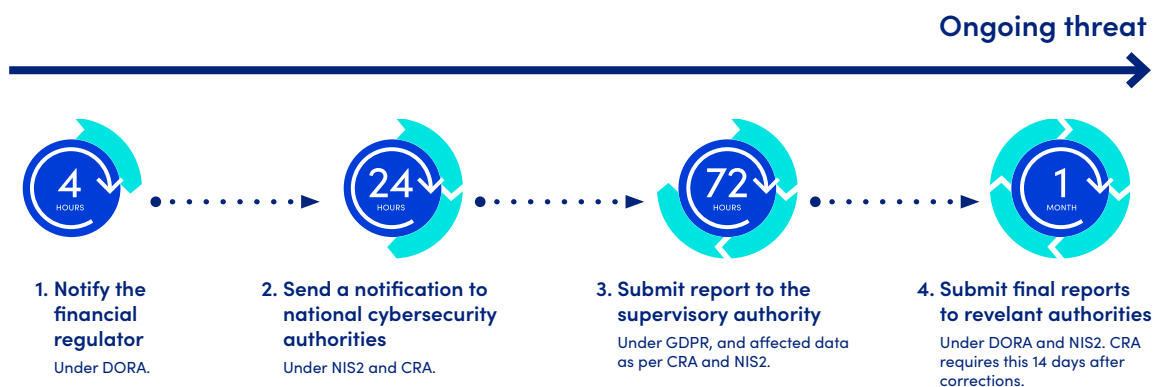 Ongoing threat
4
HOURS
24
HOURS
72
HOURS
1
MONTH
1. Notify the
financial
regulator
Under DORA.
2. Send a notification to
national cybersecurity
authorities
Under NIS2 and CRA.
3. Submit report to the
supervisory authority
Under GDPR, and affected data
as per CRA and NIS2.
4. Submit final reports
to revelant authorities
Under DORA and NIS2. CRA
requires this 14 days after
corrections.